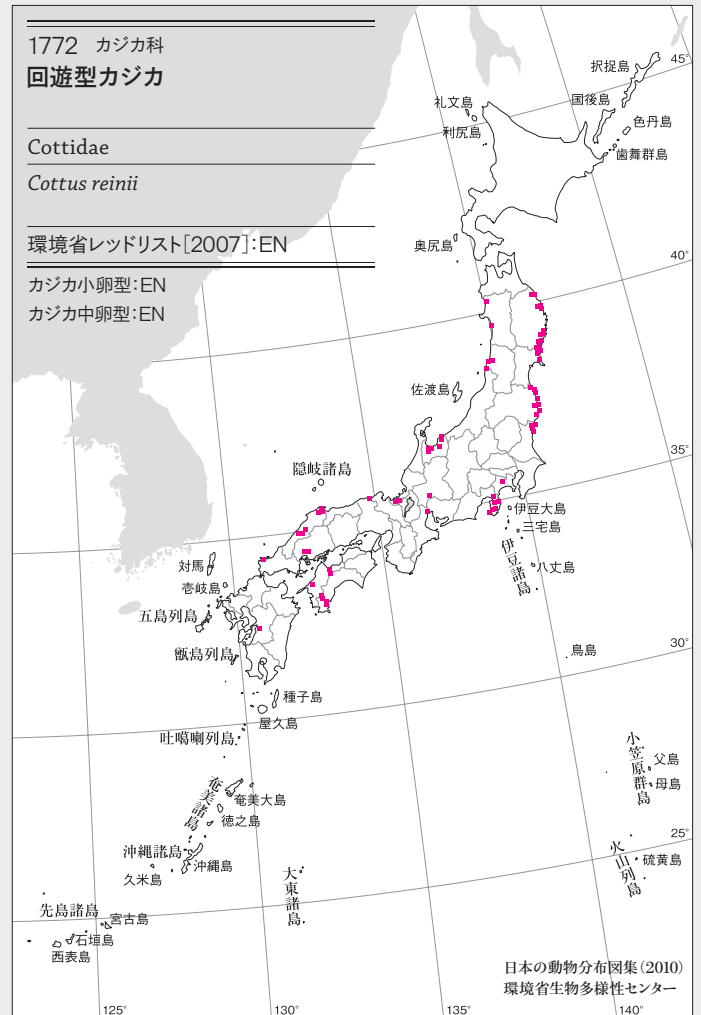 1772 カジカ科
回遊型カジカ
Cottidae
Cottus reinii
環境省レッドリスト[2007]:EN
カジカ小卵型:EN
カジカ中卵型:EN
45°
択捉島
礼文島
国後島
色丹島
利尻島
歯舞群島
奥尻島
40°
佐渡島
35°
隠岐諸島
伊豆大島
三宅島
対馬
伊豆諸島
八丈島
壱岐島
五島列島
甑島列島
鳥島
30°
種子島
屋久島
吐噶喇列島
小笠原群島
父島
母島
奄美諸島
奄美大島
徳之島
25°
沖縄諸島
沖縄島
火山列島
硫黄島
久米島
大東諸島
先島諸島
宮古島
石垣島
西表島
日本の動物分布図集(2010)
環境省生物多様性センター
125°
130°
135°
140°